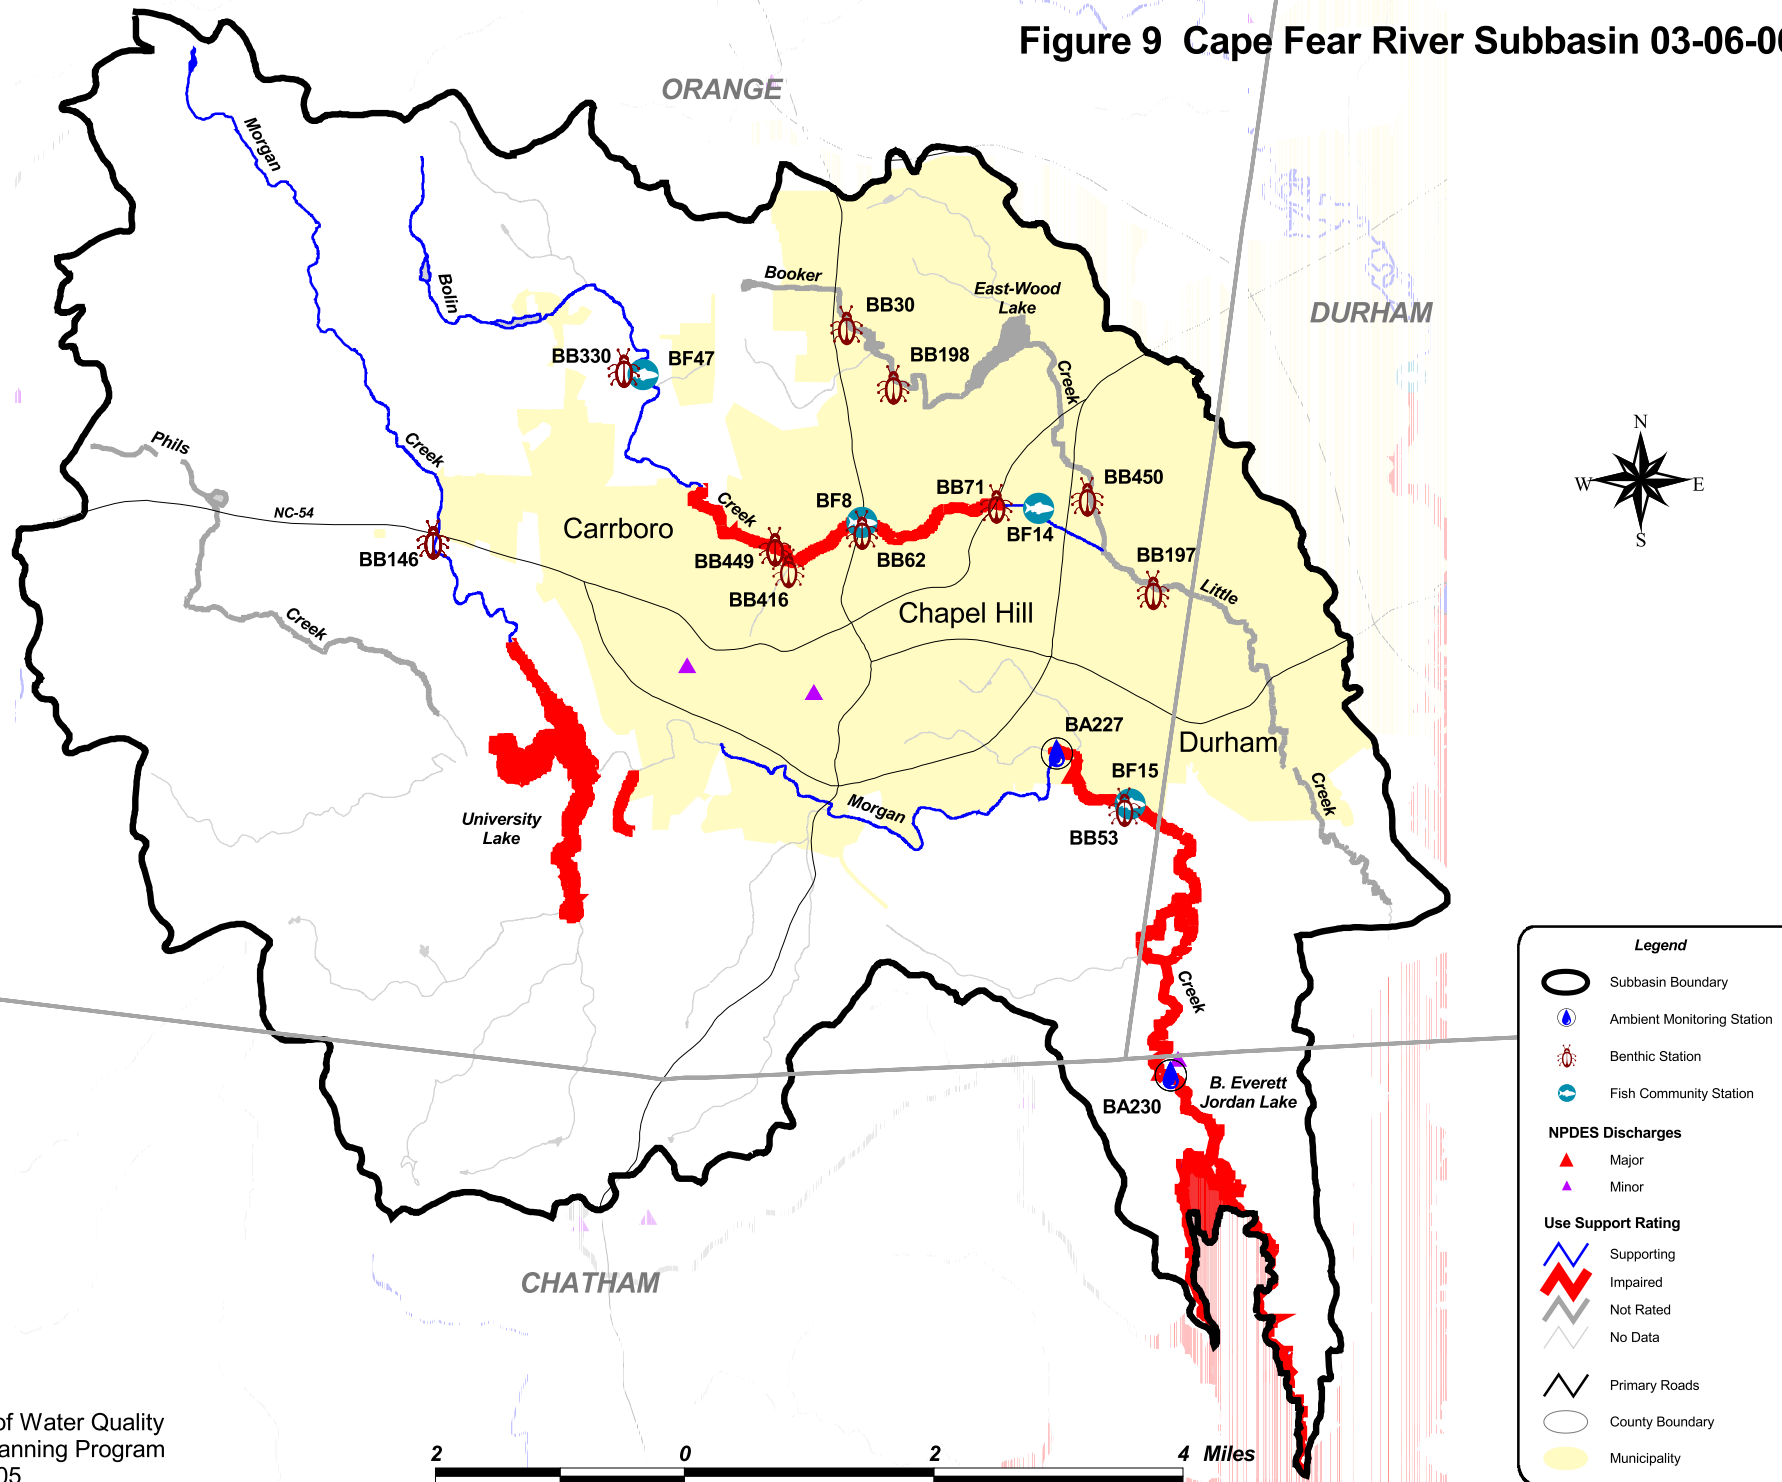 Figure 9 Cape Fear River Subbasin 03-06-06
ORANGE
Morgan
Bolin
Booker
East-Wood
Lake
DURHAM
BB30
BB330
BF47
BB198
Creek
Phils
Creek
N
W
E
S
NC-54
Creek
BF8
BB71
BB450
Carrboro
BF14
BB146
BB449
BB62
BB197
BB416
Little
Chapel Hill
Creek
BA227
Durham
BF15
Creek
Morgan
University
Lake
BB53
Creek
B. Everett
Jordan Lake
BA230
CHATHAM
Legend
Subbasin Boundary
Ambient Monitoring Station
Benthic Station
Fish Community Station
NPDES Discharges
Major
Minor
Use Support Rating
Supporting
Impaired
Not Rated
No Data
Primary Roads
County Boundary
Municipality
of Water Quality
anning Program
05
2 0 2 4 Miles